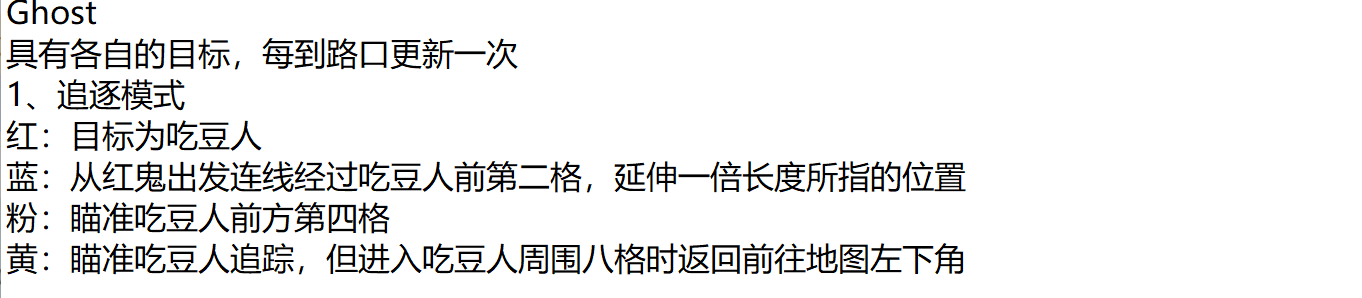 Ghost
具有各自的目标，每到路口更新一次
1、追逐模式
红：目标为吃豆人
蓝：从红鬼出发连线经过吃豆人前第二格，延伸一倍长度所指的位置
粉：瞄准吃豆人前方第四格
黄：瞄准吃豆人追踪，但进入吃豆人周围八格时返回前往地图左下角